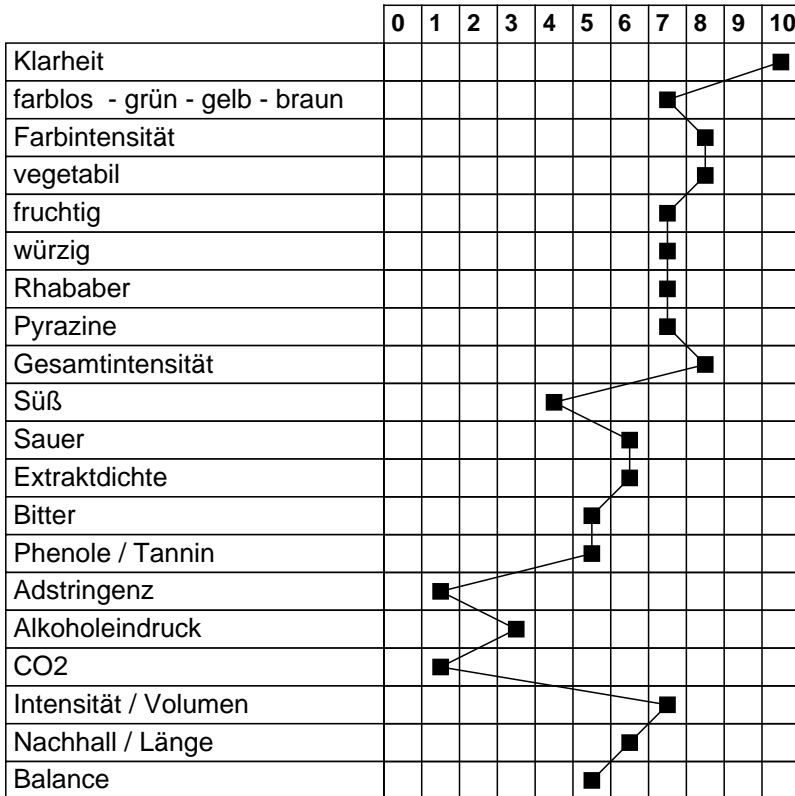 0 1 2 3 4 5 6 7 8 9 10
Klarheit
farblos - grün - gelb - braun
Farbintensität
vegetabil
fruchtig
würzig
Rhababer
Pyrazine
Gesamtintensität
Süß
Sauer
Extraktdichte
Bitter
Phenole / Tannin
Adstringenz
Alkoholeindruck
CO2
Intensität / Volumen
Nachhall / Länge
Balance